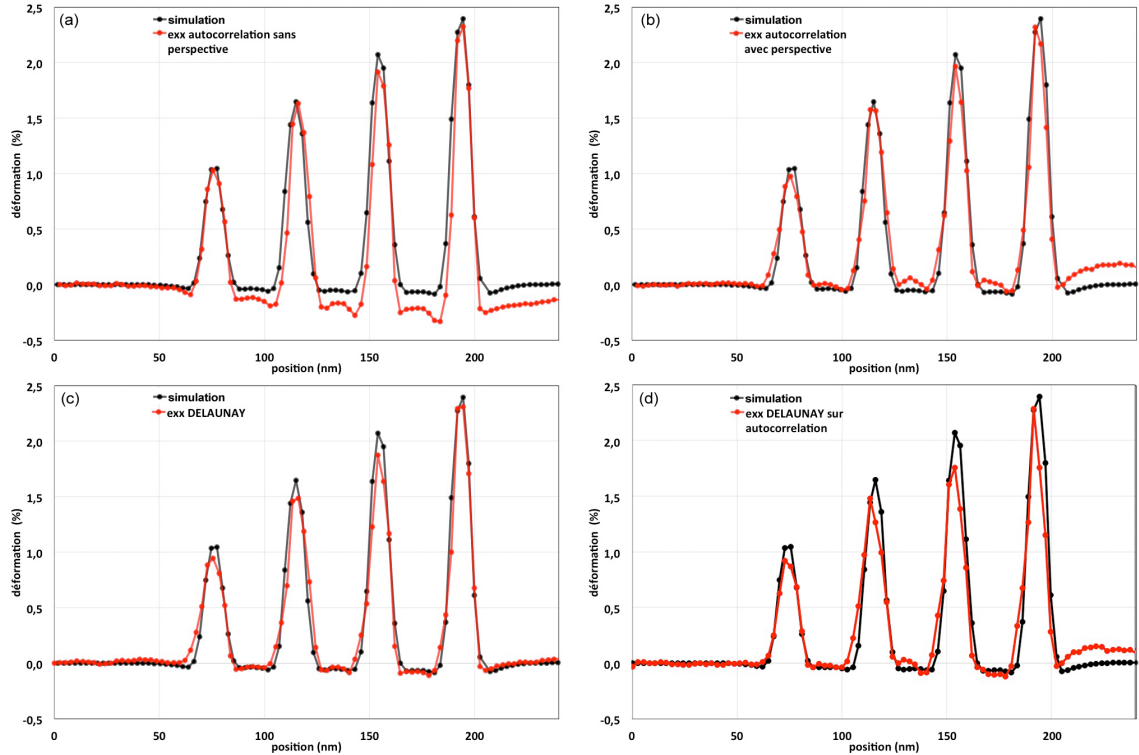 (a)
simulation
exx autocorrelation sans
perspective
2,5
2,0
1,5
1,0
0,5
0,0
-0,5
déformation (%)
0
50
100
150
200
position (nm)
(b)
simulation
exx autocorrelation
avec perspective
2,5
2,0
1,5
1,0
0,5
0,0
-0,5
déformation (%)
0
50
100
150
200
position (nm)
(c)
simulation
exx DELAUNAY
2,5
2,0
1,5
1,0
0,5
0,0
-0,5
déformation (%)
0
50
100
150
200
position (nm)
(d)
simulation
exx DELAUNAY sur
autocorrelation
2,5
2,0
1,5
1,0
0,5
0,0
-0,5
déformation (%)
0
50
100
150
200
position (nm)